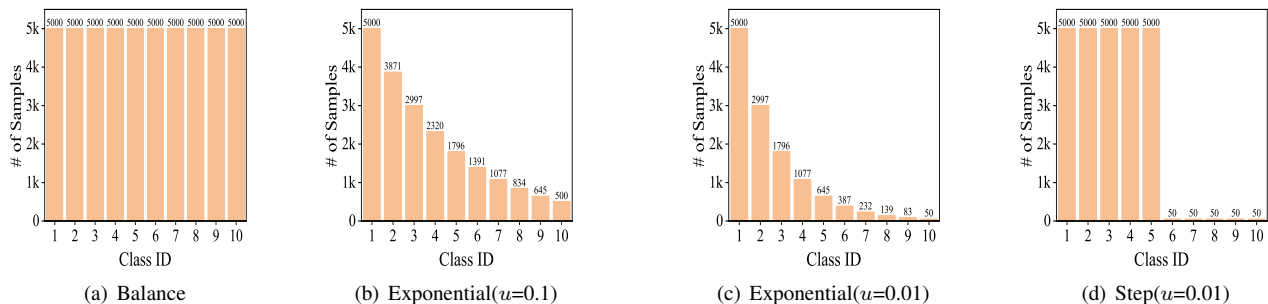 5000 5000 5000 5000 5000 5000 5000 5000 5000
5k
4k
3k
2k
1k
0
# of Samples
1 2 3 4 5 6 7 8 9 10
Class ID
(a) Balance
5000
3871
2997
2320
1796
1391
1077
834
645
500
5k
4k
3k
2k
1k
0
# of Samples
1 2 3 4 5 6 7 8 9 10
Class ID
(b) Exponential(u=0.1)
5000
2997
1796
1077
645
387
232
139
83
50
5k
4k
3k
2k
1k
0
# of Samples
1 2 3 4 5 6 7 8 9 10
Class ID
(c) Exponential(u=0.01)
5000 5000 5000 5000 5000
50 50 50 50 50
5k
4k
3k
2k
1k
0
# of Samples
1 2 3 4 5 6 7 8 9 10
Class ID
(d) Step(u=0.01)